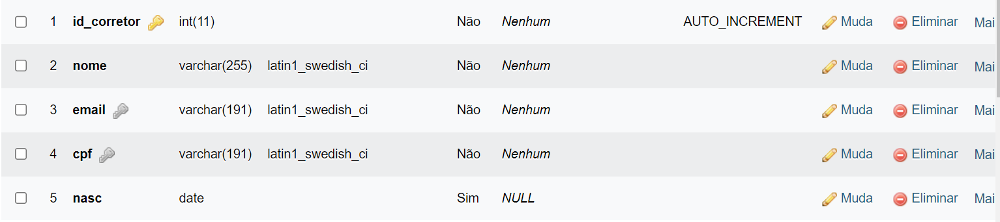 1 id_corretor int(11) Não Nenhum AUTO_INCREMENT Muda Eliminar Mai
2 nome varchar(255) latin1_swedish_ci Não Nenhum Muda Eliminar Mai
3 email varchar(191) latin1_swedish_ci Não Nenhum Muda Eliminar Mai
4 cpf varchar(191) latin1_swedish_ci Não Nenhum Muda Eliminar Mai
5 nasc date Sim NULL Muda Eliminar Mai